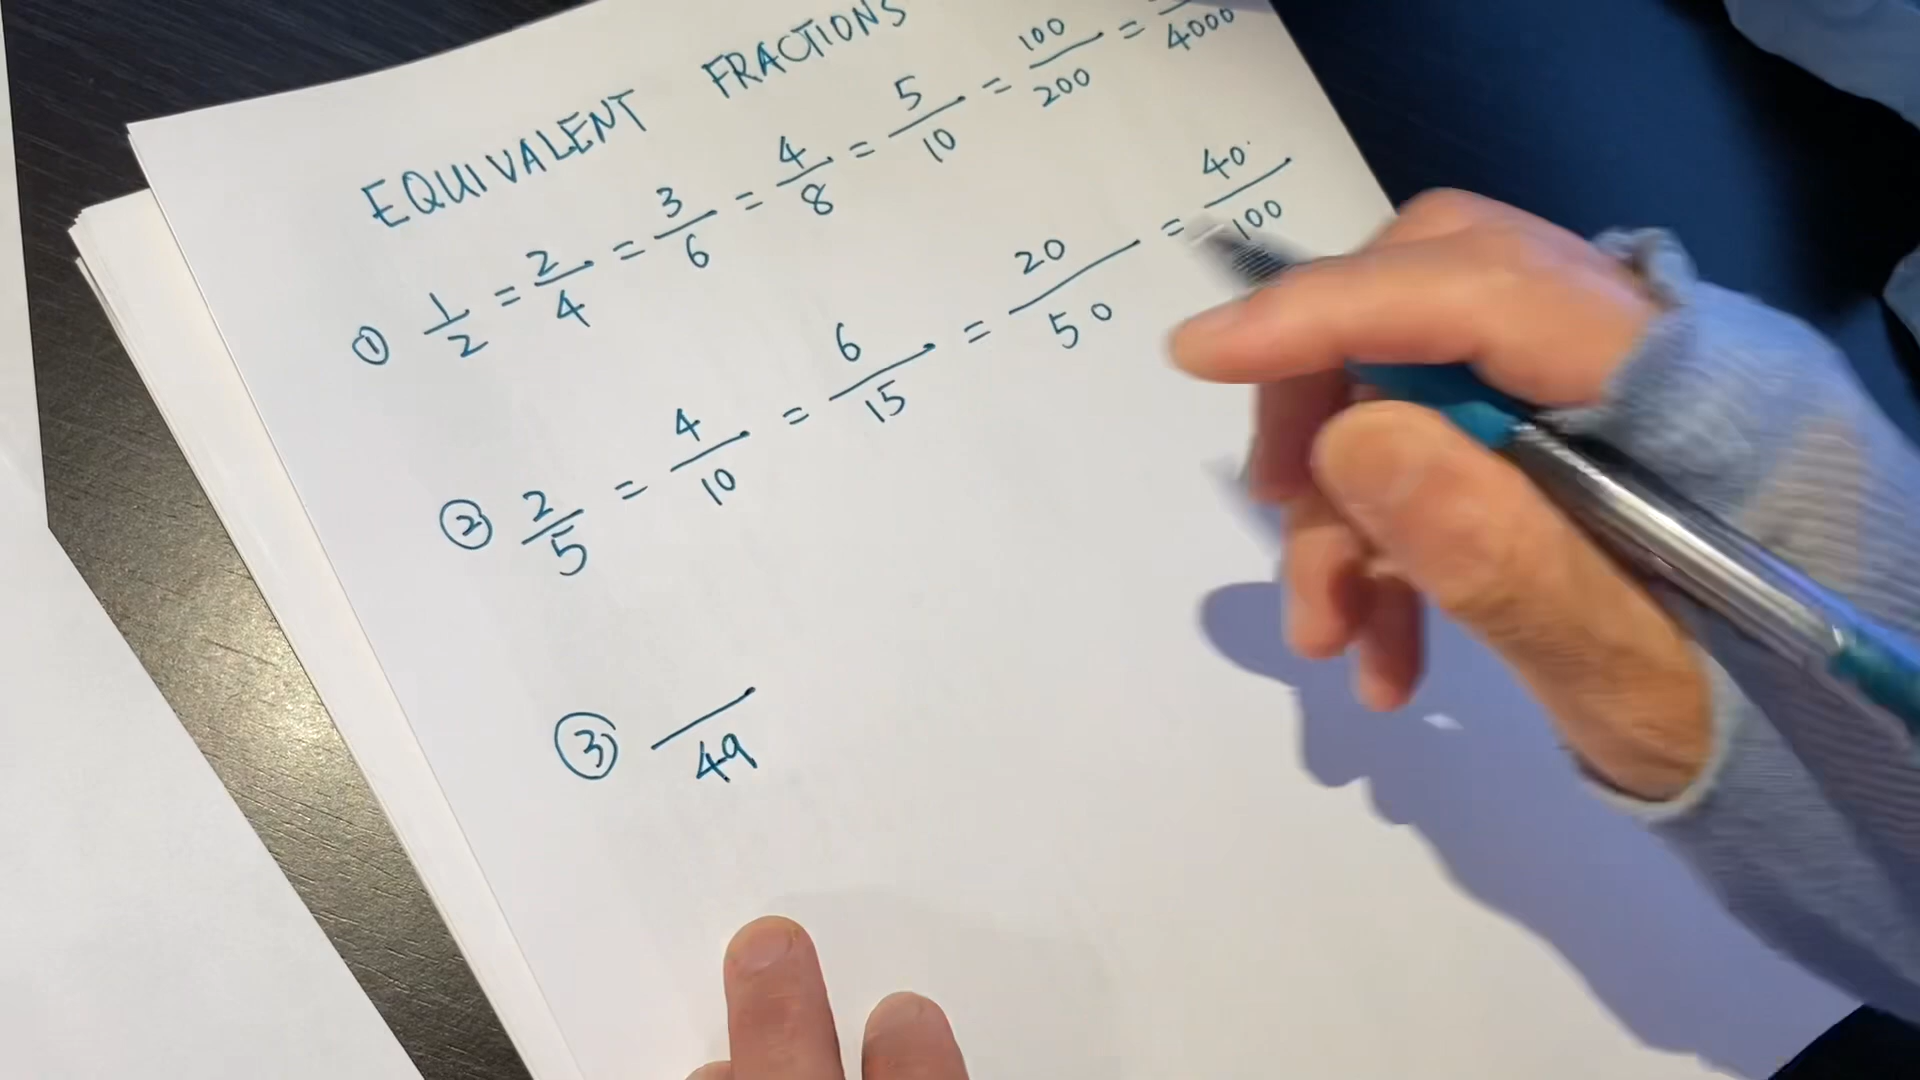 EQUIVALENT FRACTIONS
① 1/2 = 2/4 = 3/6 = 4/8 = 5/10 = 100/200 = /4000
② 2/5 = 4/10 = 6/15 = 20/50 = 40/100
③ /49